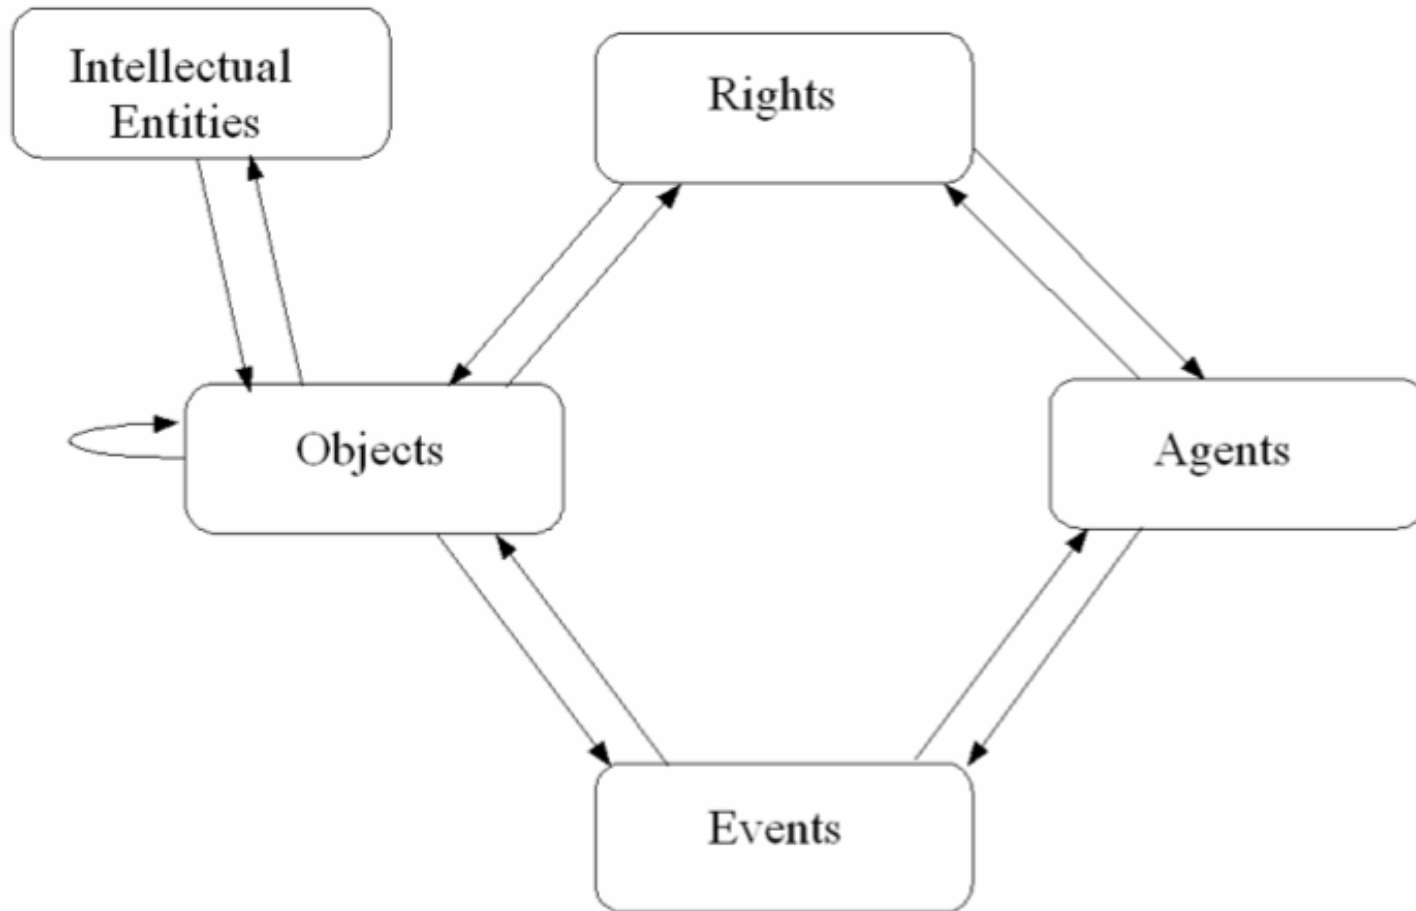 Intellectual
Entities
Rights
Objects
Agents
Events